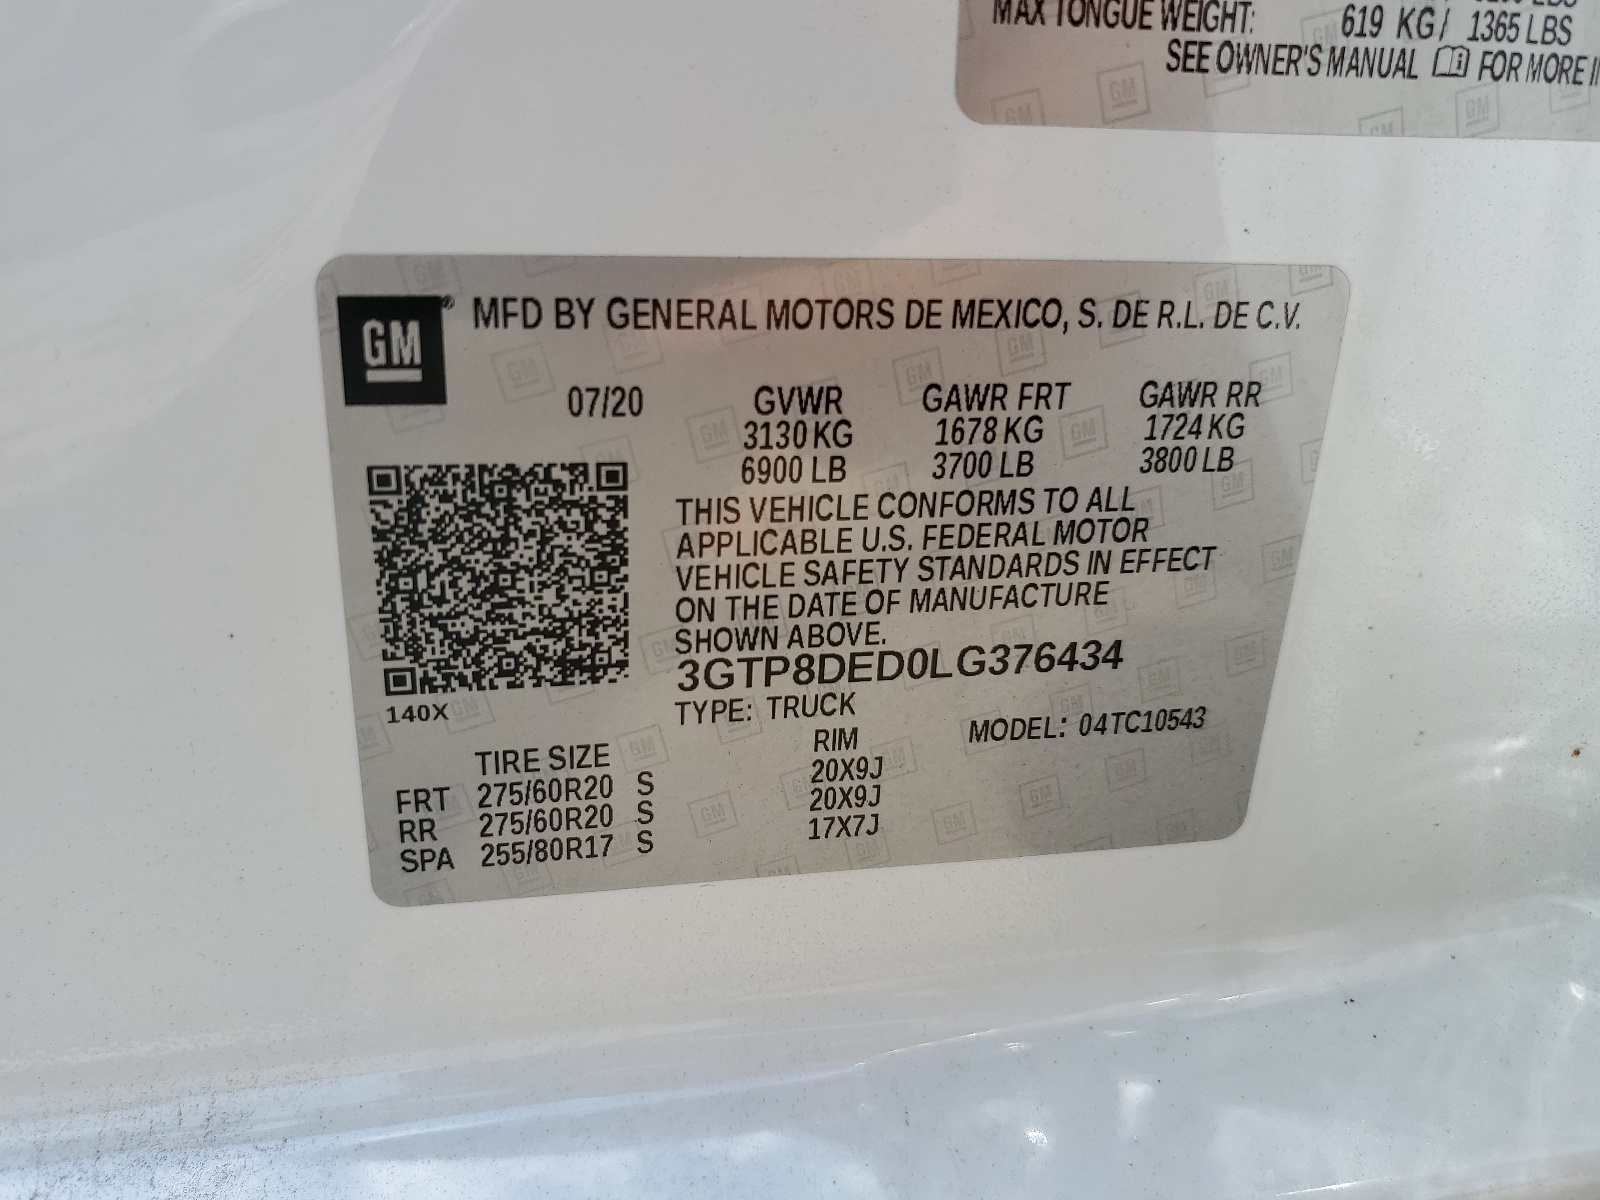 MAX TONGUE WEIGHT: 619 KG/ 1365 LBS
SEE OWNER'S MANUAL FOR MORE
GM® MFD BY GENERAL MOTORS DE MEXICO, S. DE R.L. DE C.V.
07/20 GVWR GAWR FRT GAWR RR
3130 KG 1678 KG 1724 KG
6900 LB 3700 LB 3800 LB
THIS VEHICLE CONFORMS TO ALL
APPLICABLE U.S. FEDERAL MOTOR
VEHICLE SAFETY STANDARDS IN EFFECT
ON THE DATE OF MANUFACTURE
SHOWN ABOVE.
3GTP8DED0LG376434
140X
TYPE: TRUCK MODEL: 04TC10543
TIRE SIZE RIM
FRT 275/60R20 S 20X9J
RR 275/60R20 S 20X9J
SPA 255/80R17 S 17X7J